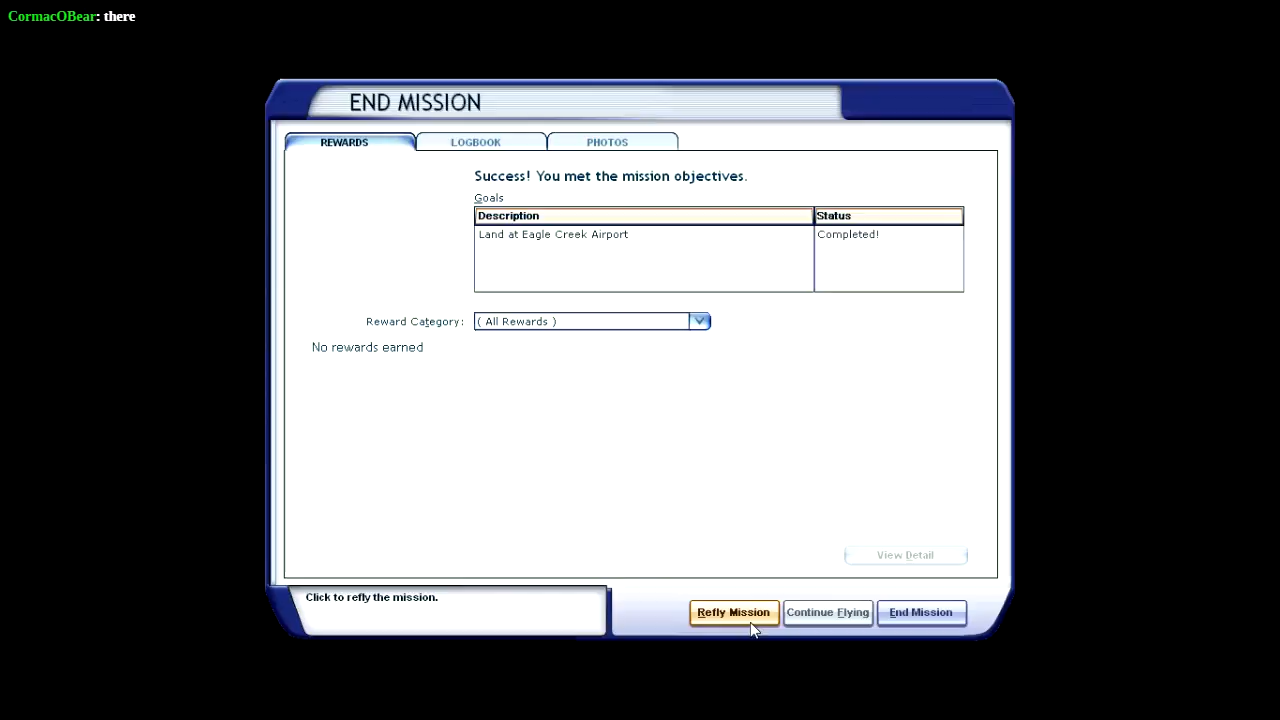 CormacOBear: there
END MISSION
REWARDS
LOGBOOK
PHOTOS
Success! You met the mission objectives.
Goals
Description
Status
Land at Eagle Creek Airport
Completed!
Reward Category:
( All Rewards )
No rewards earned
View Detail
Click to refly the mission.
Refly Mission
Continue Flying
End Mission